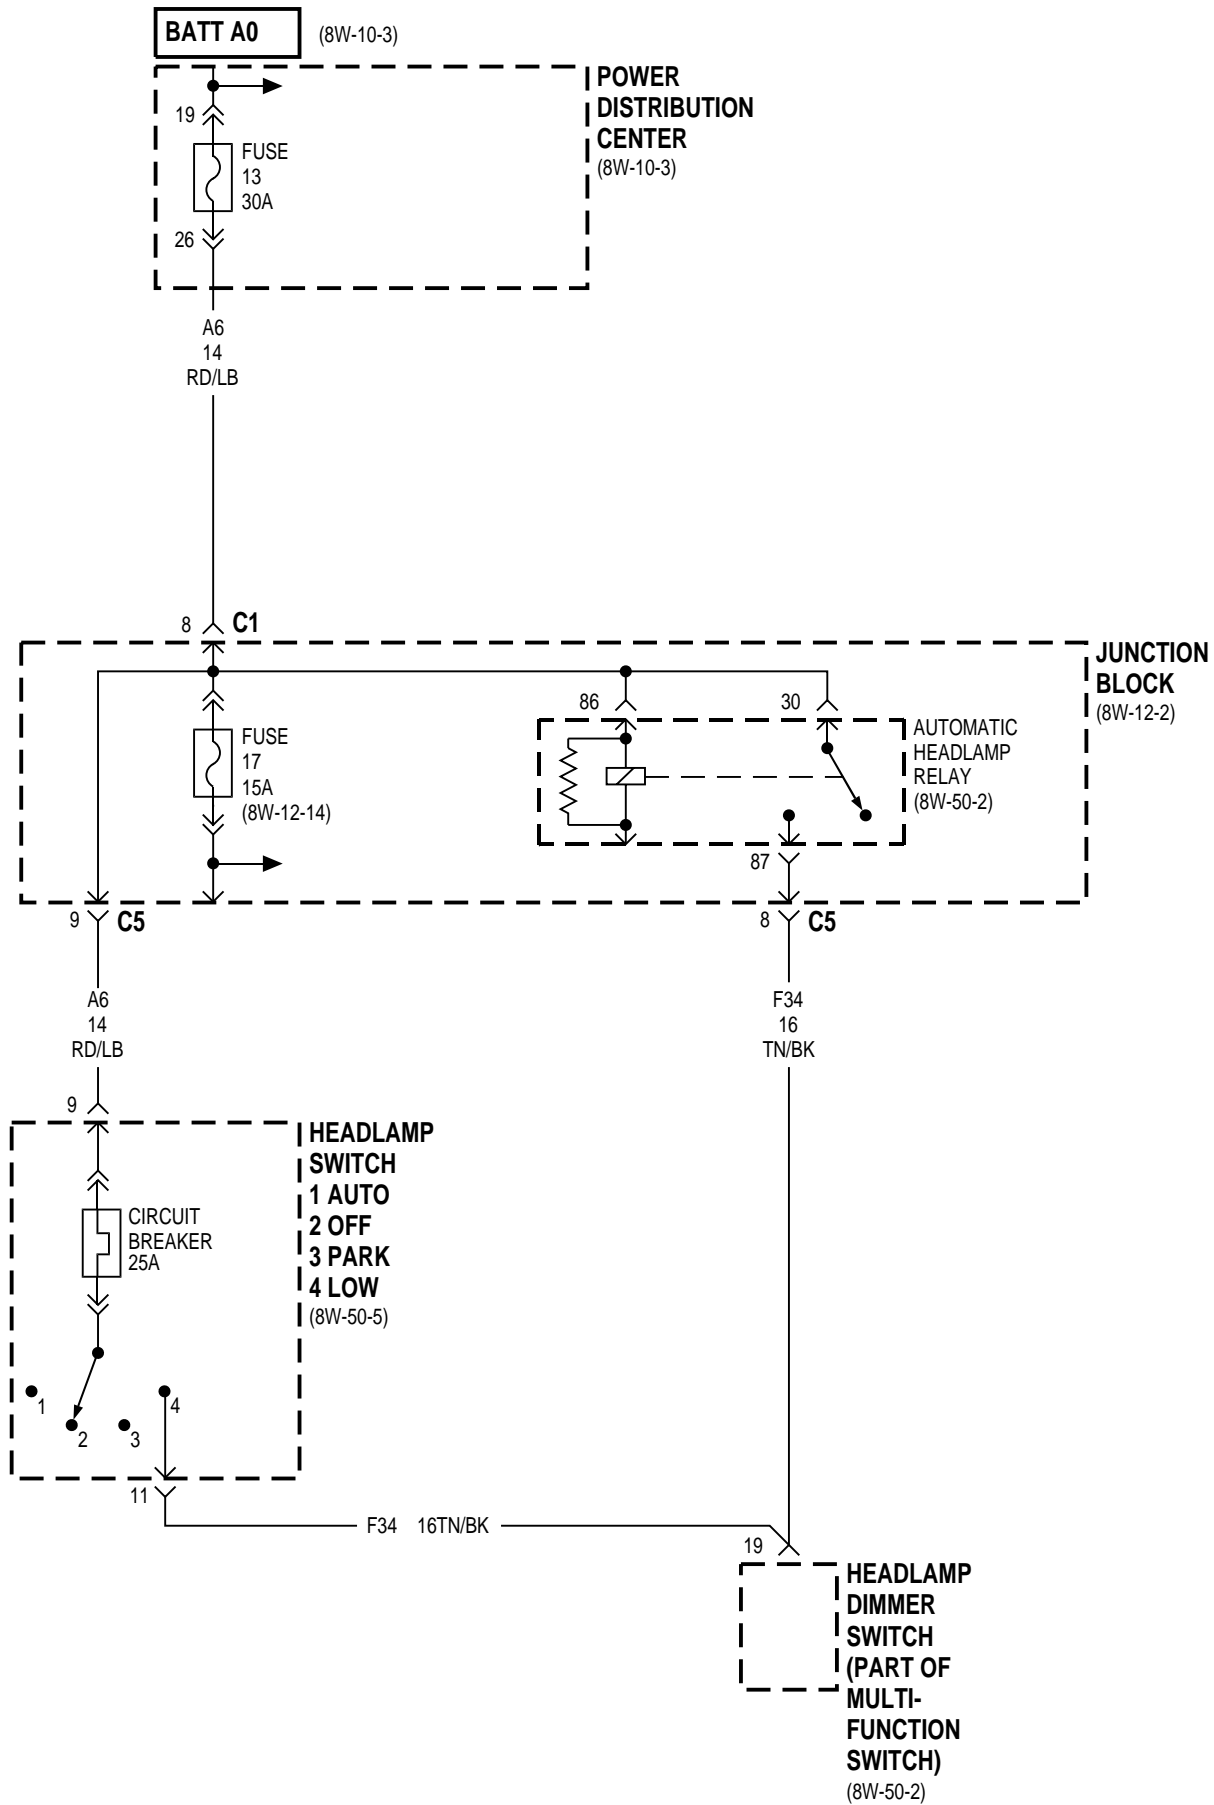 BATT A0 (8W-10-3)
POWER
DISTRIBUTION
CENTER
(8W-10-3)
19
FUSE
13
30A
26
A6
14
RD/LB
8 C1
JUNCTION
BLOCK
(8W-12-2)
86
30
AUTOMATIC
HEADLAMP
RELAY
(8W-50-2)
FUSE
17
15A
(8W-12-14)
87
9 C5
8 C5
A6
14
RD/LB
F34
16
TN/BK
9
HEADLAMP
SWITCH
1 AUTO
2 OFF
3 PARK
4 LOW
(8W-50-5)
CIRCUIT
BREAKER
25A
1
2
3
4
11
F34 16TN/BK
19
HEADLAMP
DIMMER
SWITCH
(PART OF
MULTI-
FUNCTION
SWITCH)
(8W-50-2)